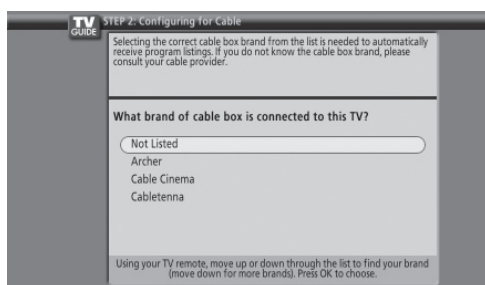 TV
GUIDE
STEP 2: Configuring for Cable
Selecting the correct cable box brand from the list is needed to automatically
receive program listings. If you do not know the cable box brand, please
consult your cable provider.
What brand of cable box is connected to this TV?
Not Listed
Archer
Cable Cinema
Cabletenna
Using your TV remote, move up or down through the list to find your brand
(move down for more brands). Press OK to choose.